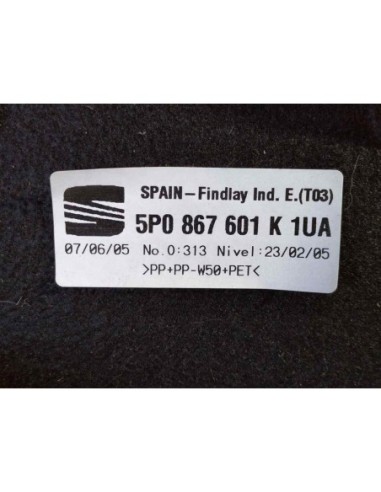 SPAIN-Findlay Ind. E.(T03)
5P0 867 601 K 1UA
07/06/05 No.0:313 Nivel:23/02/05
>PP+PP-W50+PET<